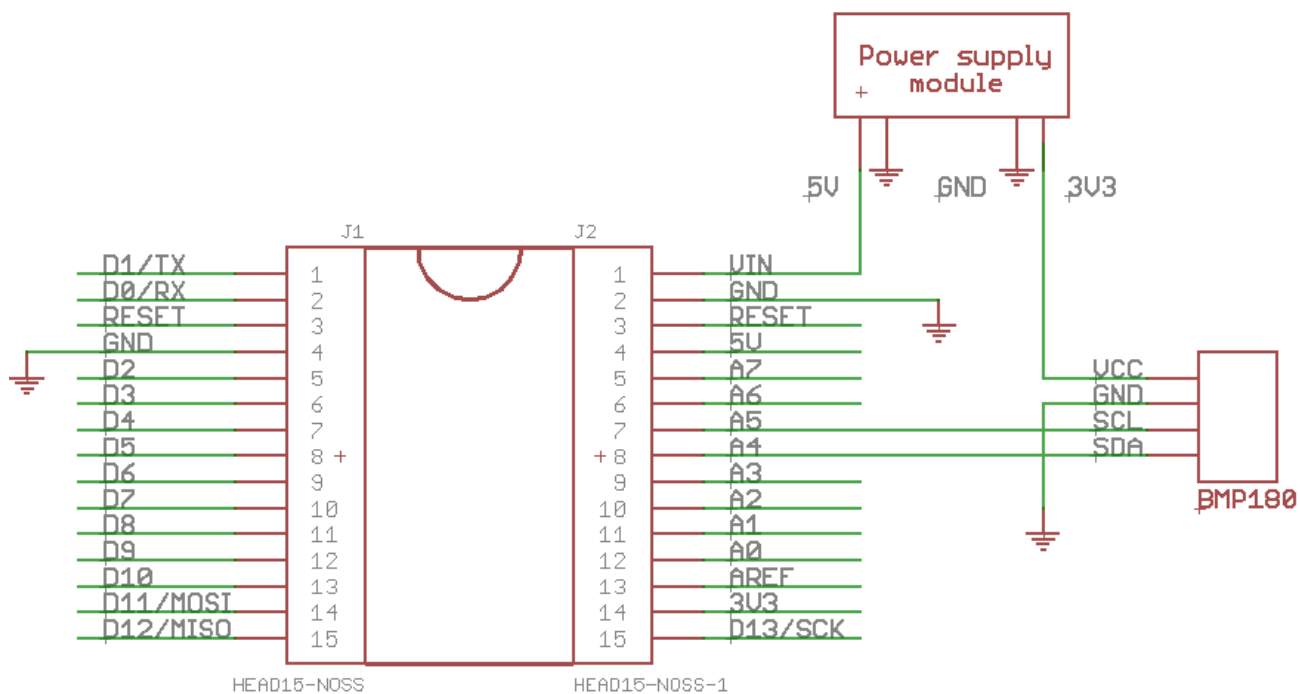 Power supply
module
+
5V
GND
3V3
J1
J2
D1/TX
1
1
VIN
D0/RX
2
2
GND
RESET
3
3
RESET
GND
4
4
5V
D2
5
5
A7
D3
6
6
A6
D4
7
7
A5
D5
8 +
+ 8
A4
D6
9
9
A3
D7
10
10
A2
D8
11
11
A1
D9
12
12
A0
D10
13
13
AREF
D11/MOSI
14
14
3V3
D12/MISO
15
15
D13/SCK
VCC
GND
SCL
SDA
BMP180
HEAD15-NOSS
HEAD15-NOSS-1